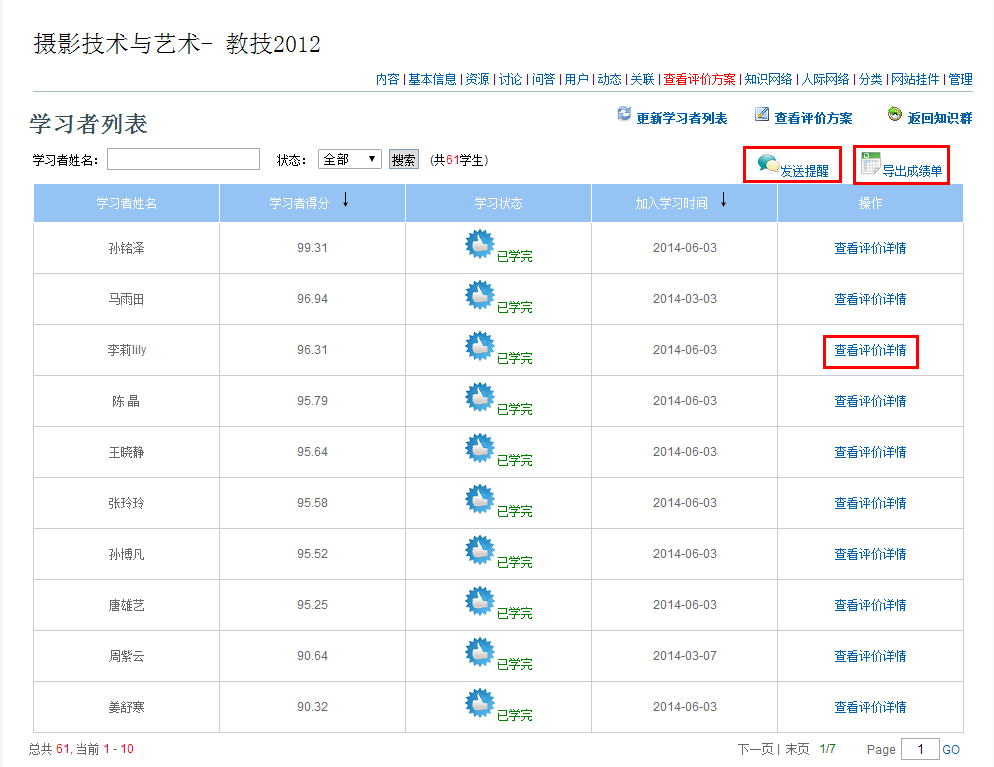 摄影技术与艺术- 教技2012
内容 | 基本信息 | 资源 | 讨论 | 问答 | 用户 | 动态 | 关联 | 查看评价方案 | 知识网络 | 人际网络 | 分类 | 网站挂件 | 管理
学习者列表 更新学习者列表 查看评价方案 返回知识群
学习者姓名: 状态: 全部 搜索 (共61学生) 发送提醒 导出成绩单
学习者姓名 学习者得分 ↓ 学习状态 加入学习时间 ↓ 操作
孙铭泽 99.31 已学完 2014-06-03 查看评价详情
马雨田 96.94 已学完 2014-03-03 查看评价详情
李莉lily 96.31 已学完 2014-06-03 查看评价详情
陈 晶 95.79 已学完 2014-06-03 查看评价详情
王晓静 95.64 已学完 2014-06-03 查看评价详情
张玲玲 95.58 已学完 2014-06-03 查看评价详情
孙博凡 95.52 已学完 2014-06-03 查看评价详情
唐雄艺 95.25 已学完 2014-06-03 查看评价详情
周紫云 90.64 已学完 2014-03-07 查看评价详情
姜舒寒 90.32 已学完 2014-06-03 查看评价详情
总共 61, 当前 1 - 10 下一页 | 末页 1/7 Page 1 GO